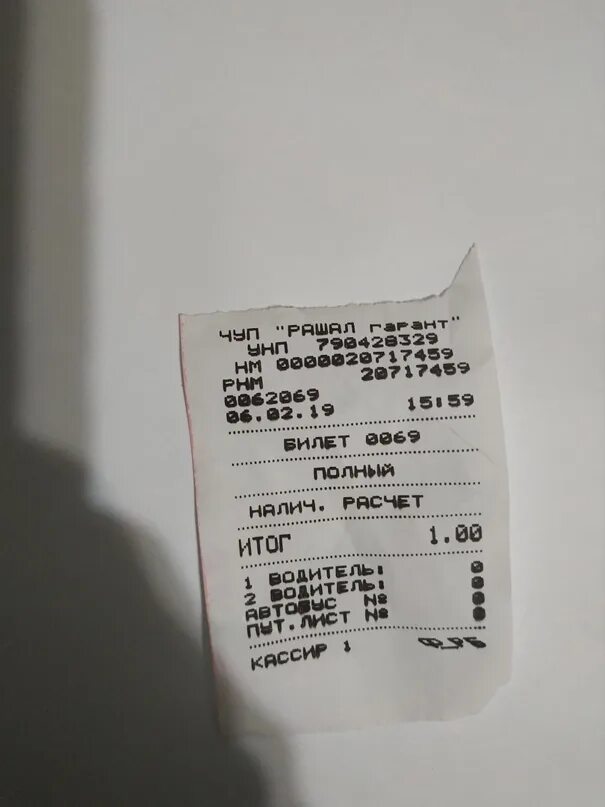 ЧУП "РАШАЛ гарант"
УНП 790428329
НМ 0000020717459
РНМ 20717459
0062069
06.02.19 15:59
БИЛЕТ 0069
ПОЛНЫЙ
НАЛИЧ. РАСЧЕТ
ИТОГ 1.00
1 ВОДИТЕЛЬ: 0
2 ВОДИТЕЛЬ: 0
АВТОБУС № 0
ПУТ.ЛИСТ № 0
КАССИР 1